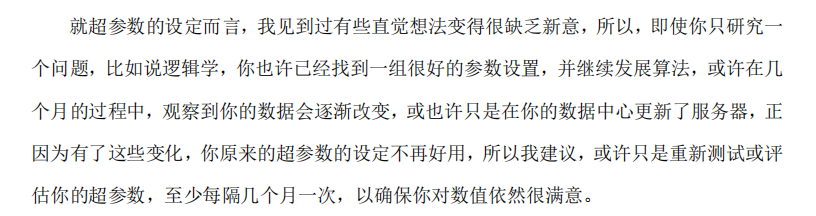 就超参数的设定而言，我见到过有些直觉想法变得很缺乏新意，所以，即使你只研究一
个问题，比如说逻辑学，你也许已经找到一组很好的参数设置，并继续发展算法，或许在几
个月的过程中，观察到你的数据会逐渐改变，或也许只是在你的数据中心更新了服务器，正
因为有了这些变化，你原来的超参数的设定不再好用，所以我建议，或许只是重新测试或评
估你的超参数，至少每隔几个月一次，以确保你对数值依然很满意。